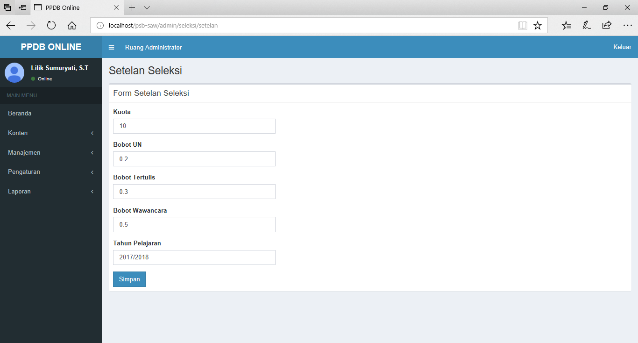 PPDB Online
localhost/psb-saw/admin/seleksi/setelan
PPDB ONLINE
Ruang Administrator
Keluar
Lilik Sumaryati, S.T
Online
MAIN MENU
Beranda
Konten
Manajemen
Pengaturan
Laporan
Setelan Seleksi
Form Setelan Seleksi
Kuota
10
Bobot UN
0.2
Bobot Tertulis
0.3
Bobot Wawancara
0.5
Tahun Pelajaran
2017/2018
Simpan